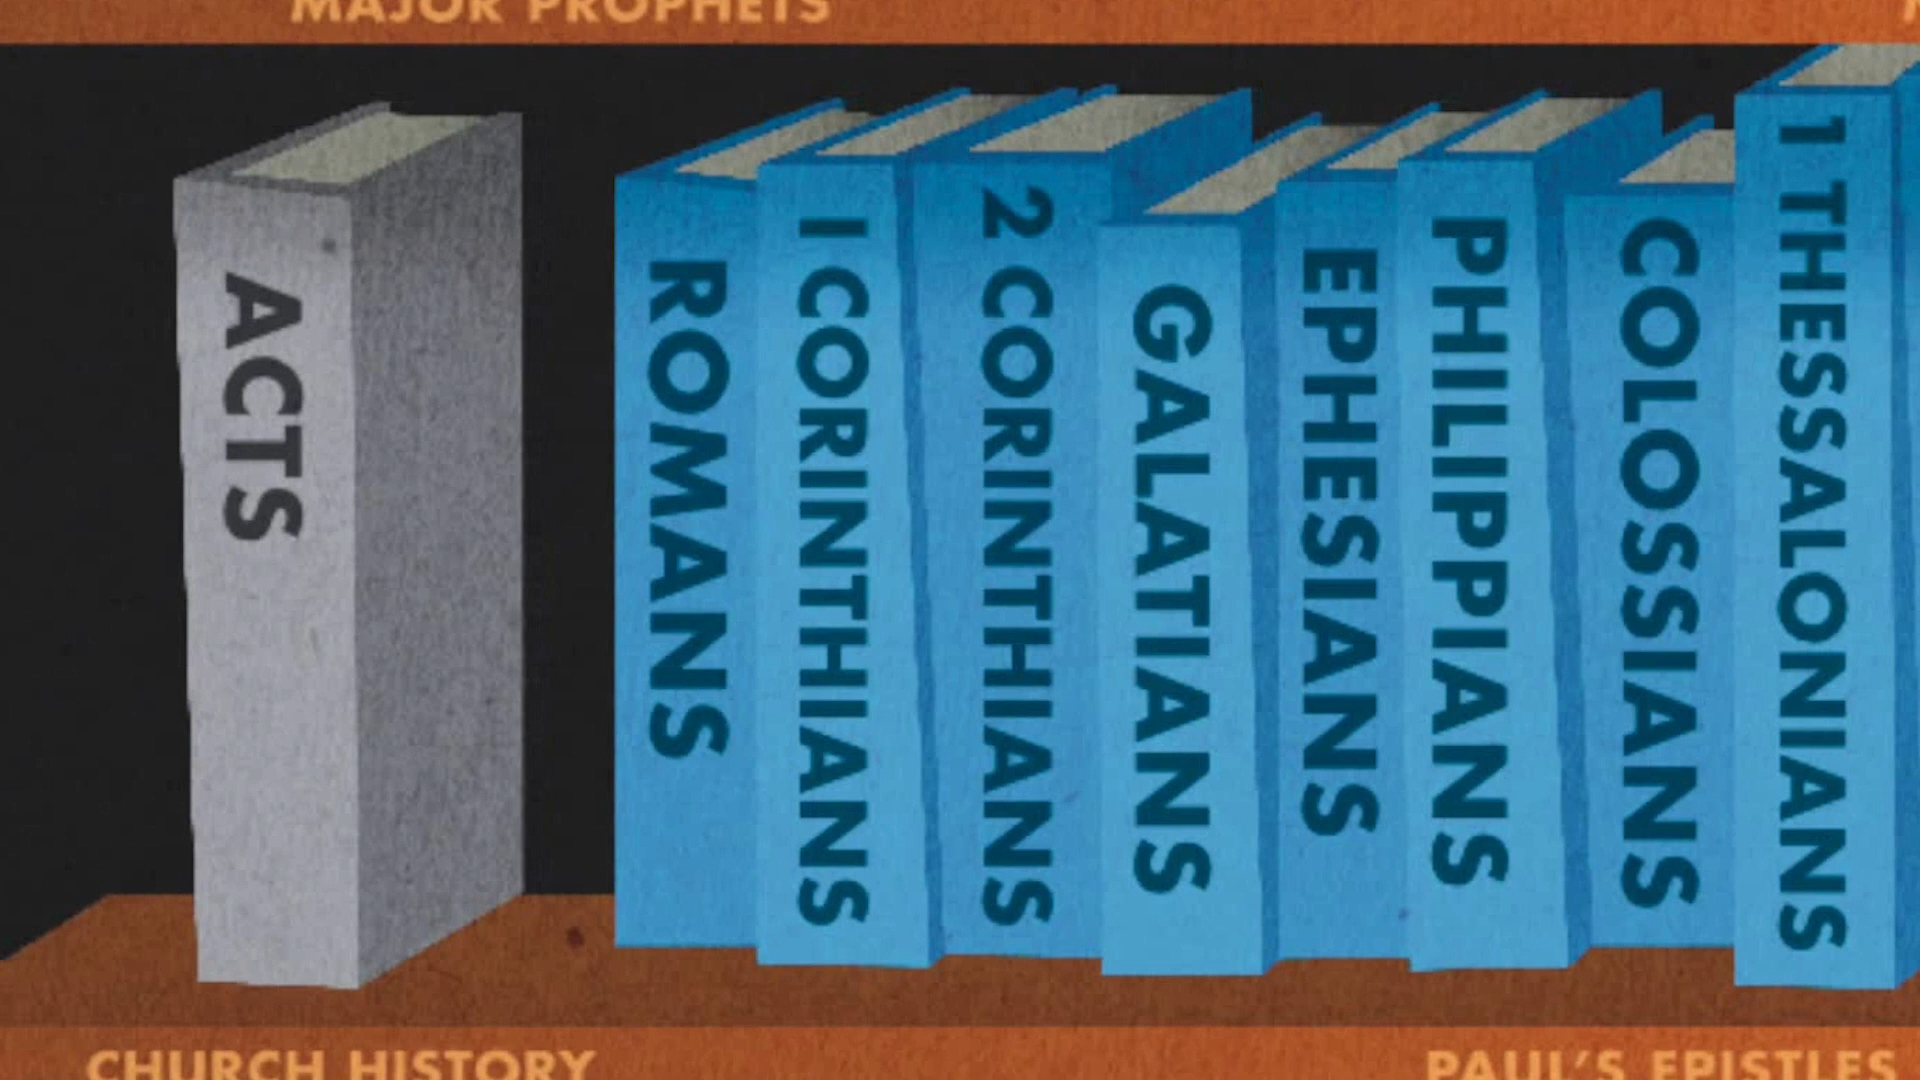 MAJOR PROPHETS
ACTS
ROMANS
1 CORINTHIANS
2 CORINTHIANS
GALATIANS
EPHESIANS
PHILIPPIANS
COLOSSIANS
1 THESSALONIANS
CHURCH HISTORY
PAUL'S EPISTLES